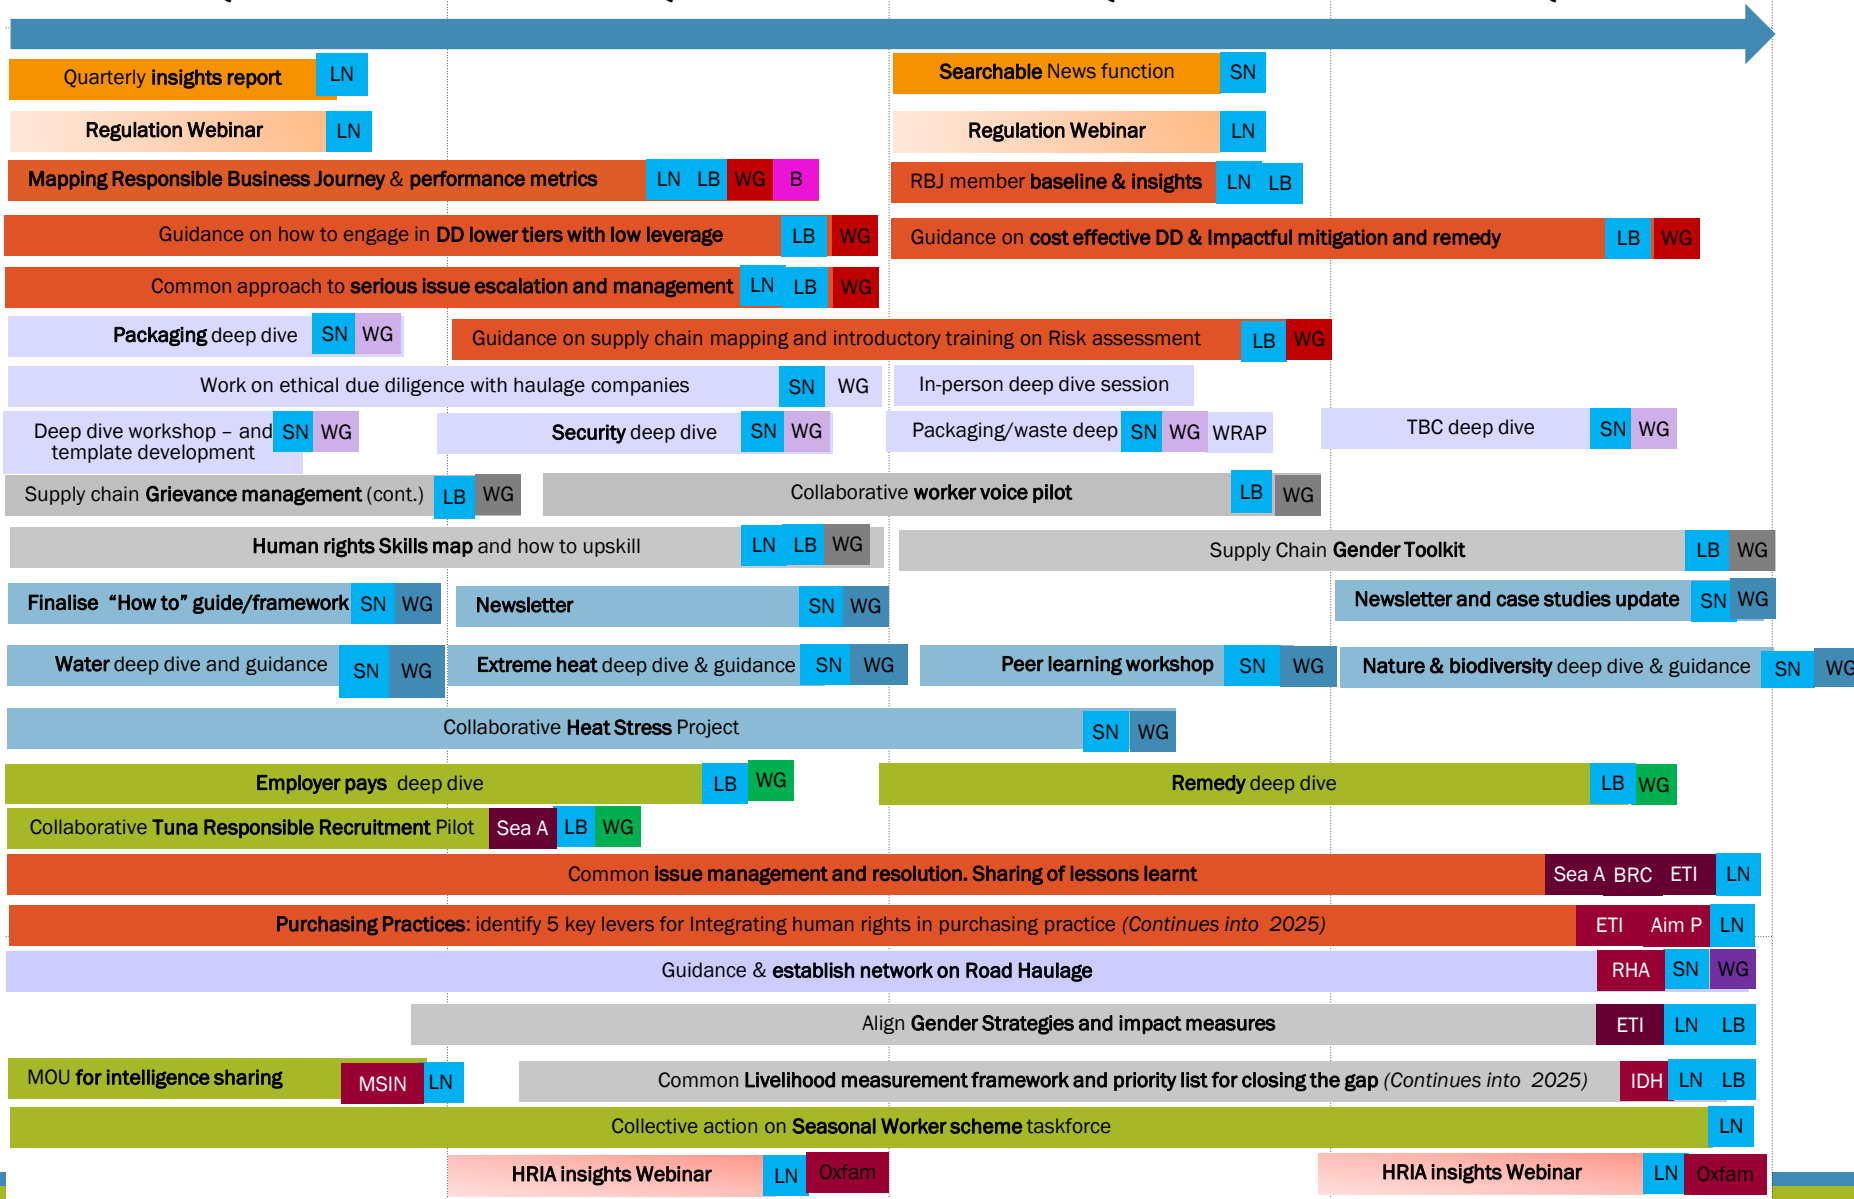 Quarterly insights report LN
Searchable News function SN
Regulation Webinar LN
Regulation Webinar LN
Mapping Responsible Business Journey & performance metrics LN LB WG B
RBJ member baseline & insights LN LB
Guidance on how to engage in DD lower tiers with low leverage LB WG
Guidance on cost effective DD & Impactful mitigation and remedy LB WG
Common approach to serious issue escalation and management LN LB WG
Packaging deep dive SN WG
Guidance on supply chain mapping and introductory training on Risk assessment LB WG
Work on ethical due diligence with haulage companies SN WG
In-person deep dive session
Deep dive workshop – and SN WG
template development
Security deep dive SN WG
Packaging/waste deep SN WG WRAP
TBC deep dive SN WG
Supply chain Grievance management (cont.) LB WG
Collaborative worker voice pilot LB WG
Human rights Skills map and how to upskill LN LB WG
Supply Chain Gender Toolkit LB WG
Finalise “How to” guide/framework SN WG
Newsletter SN WG
Newsletter and case studies update SN WG
Water deep dive and guidance SN WG
Extreme heat deep dive & guidance SN WG
Peer learning workshop SN WG
Nature & biodiversity deep dive & guidance SN WG
Collaborative Heat Stress Project SN WG
Employer pays deep dive LB WG
Remedy deep dive LB WG
Collaborative Tuna Responsible Recruitment Pilot Sea A LB WG
Common issue management and resolution. Sharing of lessons learnt Sea A BRC ETI LN
Purchasing Practices: identify 5 key levers for Integrating human rights in purchasing practice (Continues into 2025) ETI Aim P LN
Guidance & establish network on Road Haulage RHA SN WG
Align Gender Strategies and impact measures ETI LN LB
MOU for intelligence sharing MSIN LN
Common Livelihood measurement framework and priority list for closing the gap (Continues into 2025) IDH LN LB
Collective action on Seasonal Worker scheme taskforce LN
HRIA insights Webinar LN Oxfam
HRIA insights Webinar LN Oxfam